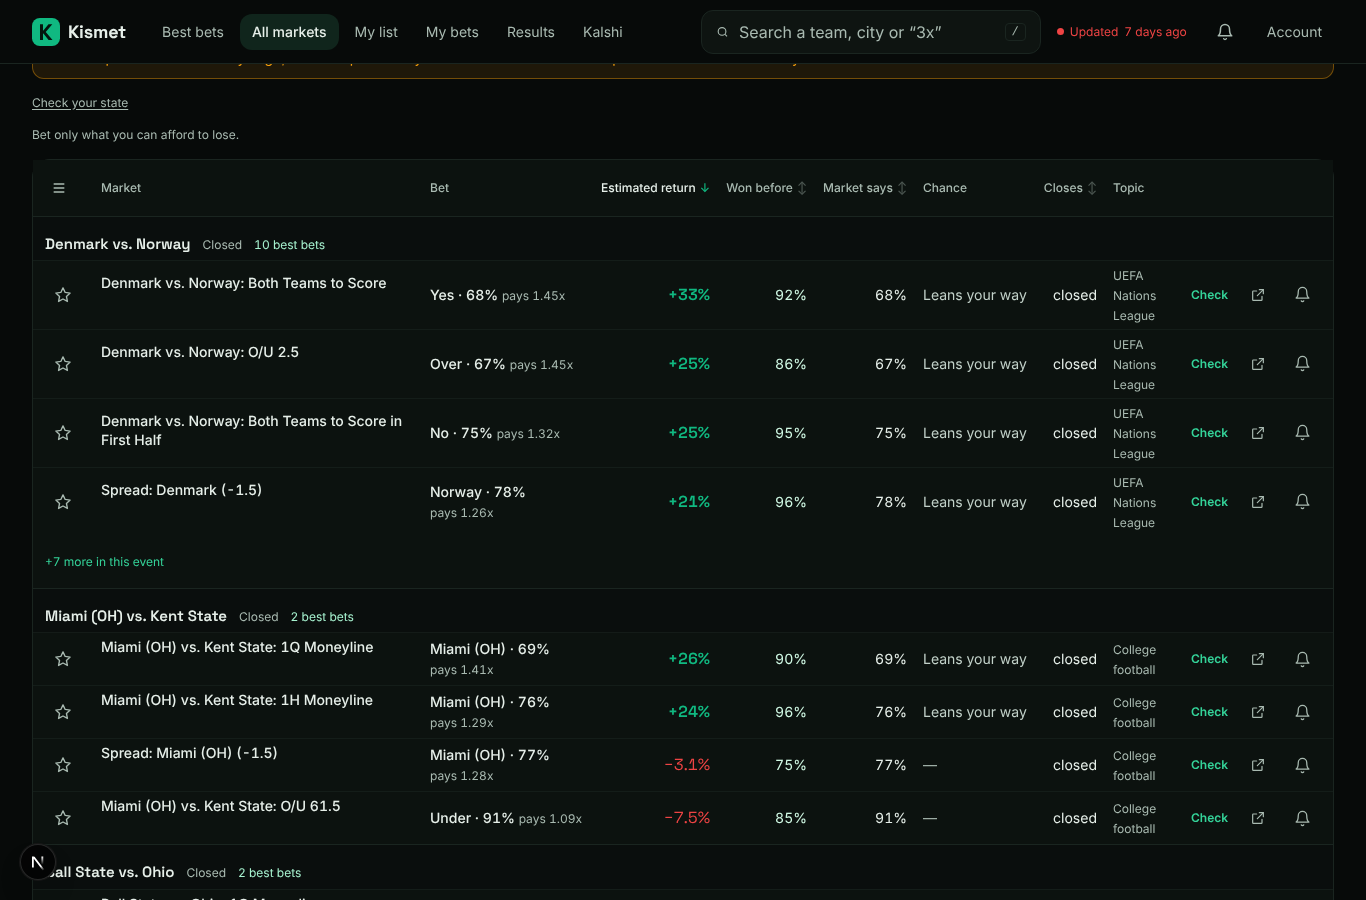 K Kismet Best bets All markets My list My bets Results Kalshi Search a team, city or “3x” / Updated 7 days ago Account
Check your state
Bet only what you can afford to lose.
Market Bet Estimated return ↓ Won before Market says Chance Closes Topic
Denmark vs. Norway Closed 10 best bets
Denmark vs. Norway: Both Teams to Score Yes · 68% pays 1.45x +33% 92% 68% Leans your way closed UEFA Nations League Check
Denmark vs. Norway: O/U 2.5 Over · 67% pays 1.45x +25% 86% 67% Leans your way closed UEFA Nations League Check
Denmark vs. Norway: Both Teams to Score in First Half No · 75% pays 1.32x +25% 95% 75% Leans your way closed UEFA Nations League Check
Spread: Denmark (-1.5) Norway · 78% pays 1.26x +21% 96% 78% Leans your way closed UEFA Nations League Check
+7 more in this event
Miami (OH) vs. Kent State Closed 2 best bets
Miami (OH) vs. Kent State: 1Q Moneyline Miami (OH) · 69% pays 1.41x +26% 90% 69% Leans your way closed College football Check
Miami (OH) vs. Kent State: 1H Moneyline Miami (OH) · 76% pays 1.29x +24% 96% 76% Leans your way closed College football Check
Spread: Miami (OH) (-1.5) Miami (OH) · 77% pays 1.28x −3.1% 75% 77% — closed College football Check
Miami (OH) vs. Kent State: O/U 61.5 Under · 91% pays 1.09x −7.5% 85% 91% — closed College football Check
N
Ball State vs. Ohio Closed 2 best bets